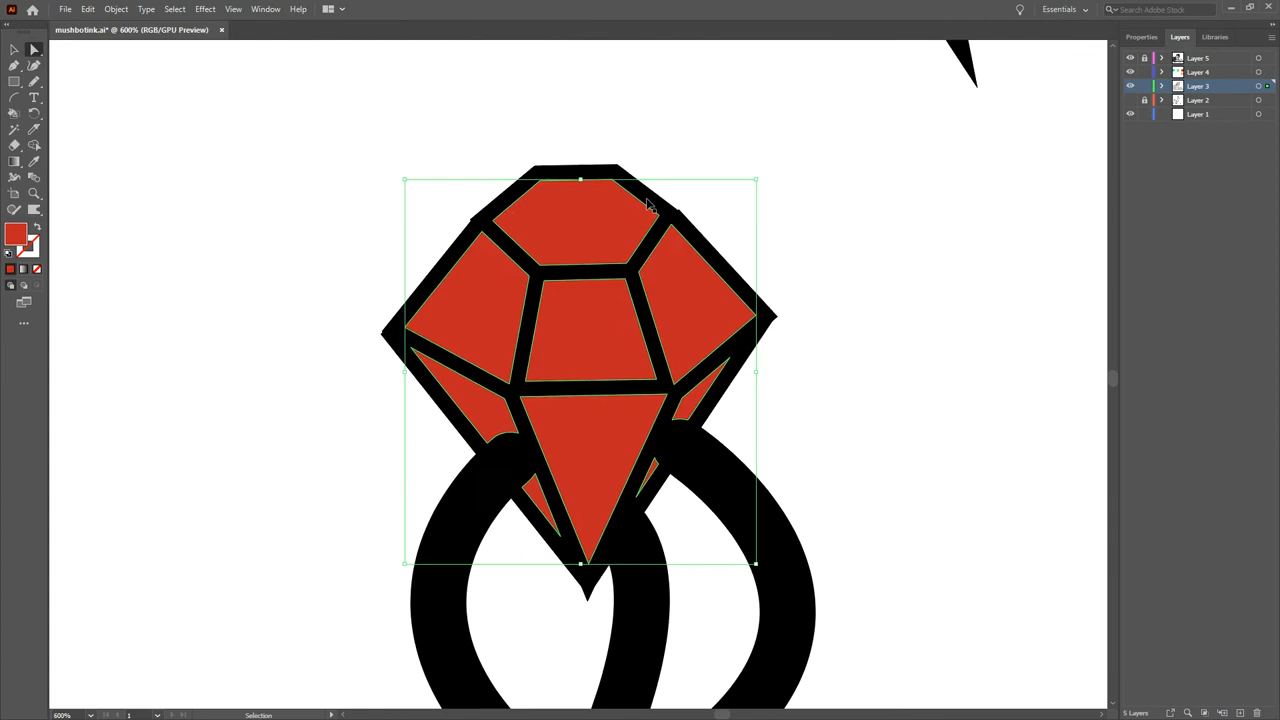 Ai File Edit Object Type Select Effect View Window Help Essentials Search Adobe Stock
mushbotink.ai* @ 600% (RGB/GPU Preview) ×
Properties Layers Libraries
Layer 5
Layer 4
Layer 3
Layer 2
Layer 1
600% 1 Selection 5 Layers